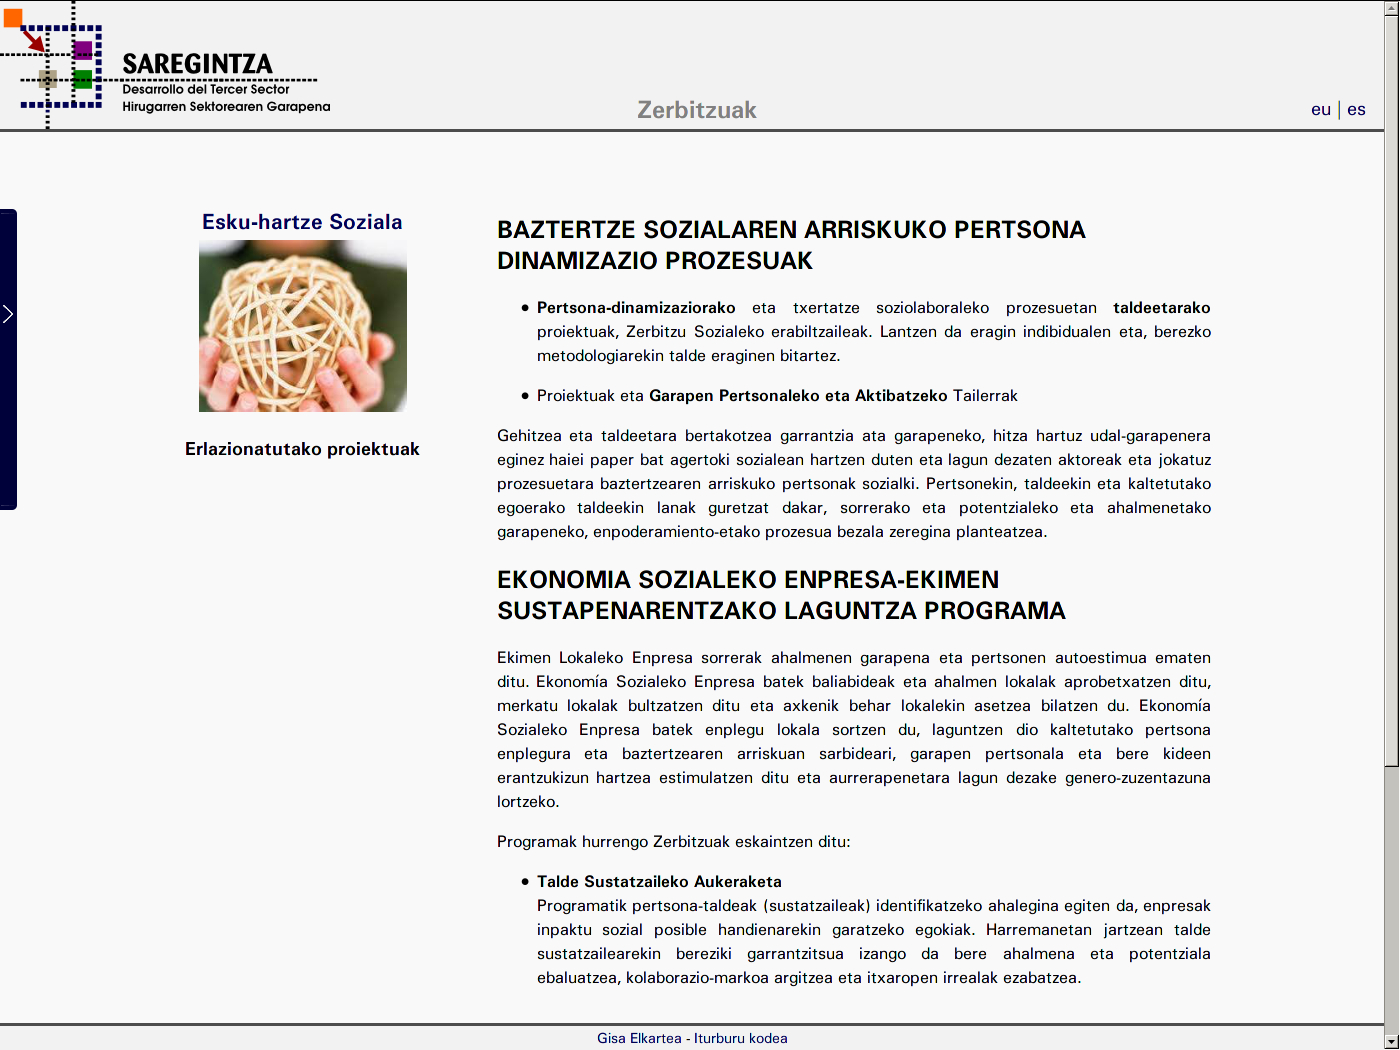 SAREGINTZA
Desarrollo del Tercer Sector
Hirugarren Sektorearen Garapena
Zerbitzuak
eu | es
Esku-hartze Soziala
Erlazionatutako proiektuak
BAZTERTZE SOZIALAREN ARRISKUKO PERTSONA
DINAMIZAZIO PROZESUAK
• Pertsona-dinamizaziorako eta txertatze soziolaboraleko prozesuetan taldeetarako
proiektuak, Zerbitzu Sozialeko erabiltzaileak. Lantzen da eragin indibidualen eta, berezko
metodologiarekin talde eraginen bitartez.
• Proiektuak eta Garapen Pertsonaleko eta Aktibatzeko Tailerrak
Gehitzea eta taldeetara bertakotzea garrantzia ata garapeneko, hitza hartuz udal-garapenera
eginez haiei paper bat agertoki sozialean hartzen duten eta lagun dezaten aktoreak eta jokatuz
prozesuetara baztertzearen arriskuko pertsonak sozialki. Pertsonekin, taldeekin eta kaltetutako
egoerako taldeekin lanak guretzat dakar, sorrerako eta potentzialeko eta ahalmenetako
garapeneko, enpoderamiento-etako prozesua bezala zeregina planteatzea.
EKONOMIA SOZIALEKO ENPRESA-EKIMEN
SUSTAPENARENTZAKO LAGUNTZA PROGRAMA
Ekimen Lokaleko Enpresa sorrerak ahalmenen garapena eta pertsonen autoestimua ematen
ditu. Ekonomía Sozialeko Enpresa batek baliabideak eta ahalmen lokalak aprobetxatzen ditu,
merkatu lokalak bultzatzen ditu eta axkenik behar lokalekin asetzea bilatzen du. Ekonomía
Sozialeko Enpresa batek enplegu lokala sortzen du, laguntzen dio kaltetutako pertsona
enplegura eta baztertzearen arriskuan sarbideari, garapen pertsonala eta bere kideen
erantzukizun hartzea estimulatzen ditu eta aurrerapenetara lagun dezake genero-zuzentazuna
lortzeko.
Programak hurrengo Zerbitzuak eskaintzen ditu:
• Talde Sustatzaileko Aukeraketa
Programatik pertsona-taldeak (sustatzaileak) identifikatzeko ahalegina egiten da, enpresak
inpaktu sozial posible handienarekin garatzeko egokiak. Harremanetan jartzean talde
sustatzailearekin bereziki garrantzitsua izango da bere ahalmena eta potentziala
ebaluatzea, kolaborazio-markoa argitzea eta itxaropen irrealak ezabatzea.
Gisa Elkartea - Iturburu kodea